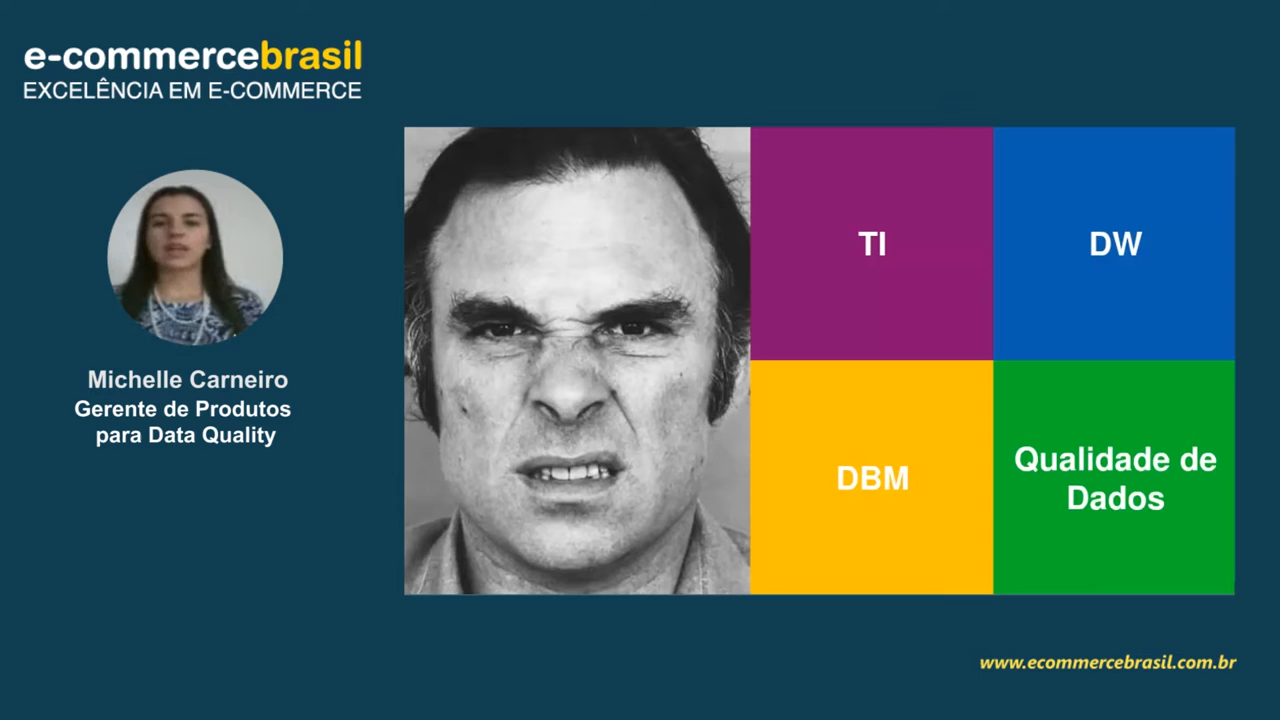 e-commercebrasil
EXCELÊNCIA EM E-COMMERCE
Michelle Carneiro
Gerente de Produtos
para Data Quality
TI
DW
DBM
Qualidade de
Dados
www.ecommercebrasil.com.br